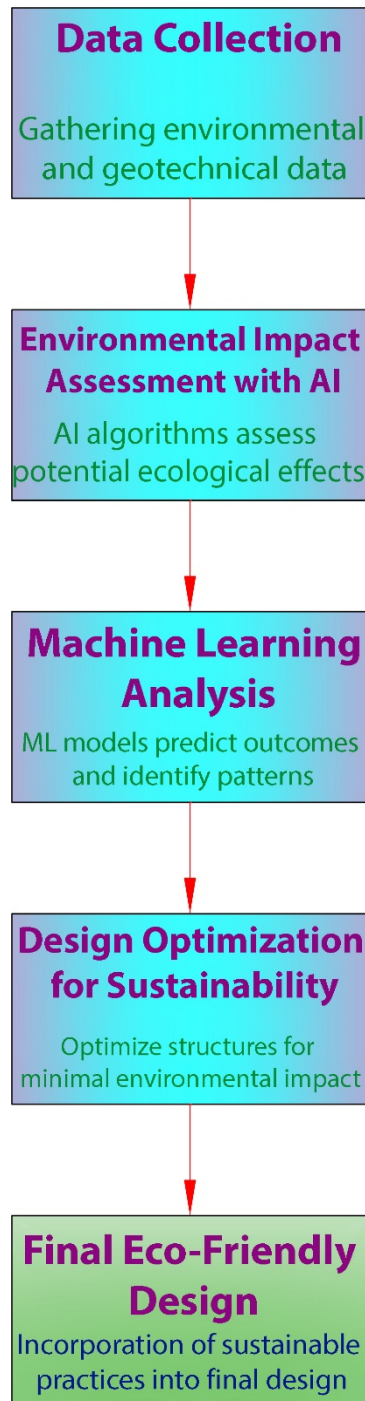 Data Collection
Gathering environmental
and geotechnical data
Environmental Impact
Assessment with AI
AI algorithms assess
potential ecological effects
Machine Learning
Analysis
ML models predict outcomes
and identify patterns
Design Optimization
for Sustainability
Optimize structures for
minimal environmental impact
Final Eco-Friendly
Design
Incorporation of sustainable
practices into final design